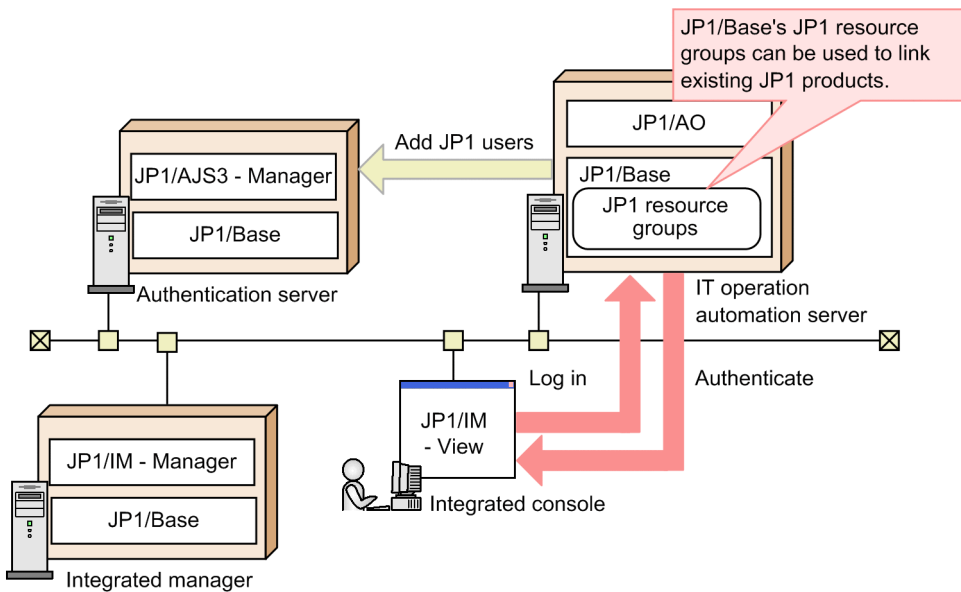 JP1/Base's JP1 resource
groups can be used to link
existing JP1 products.
JP1/AO
Add JP1 users
JP1/AJS3 - Manager
JP1/Base
JP1 resource
groups
JP1/Base
Authentication server
IT operation
automation server
Log in
Authenticate
JP1/IM
- View
JP1/IM - Manager
Integrated console
JP1/Base
Integrated manager